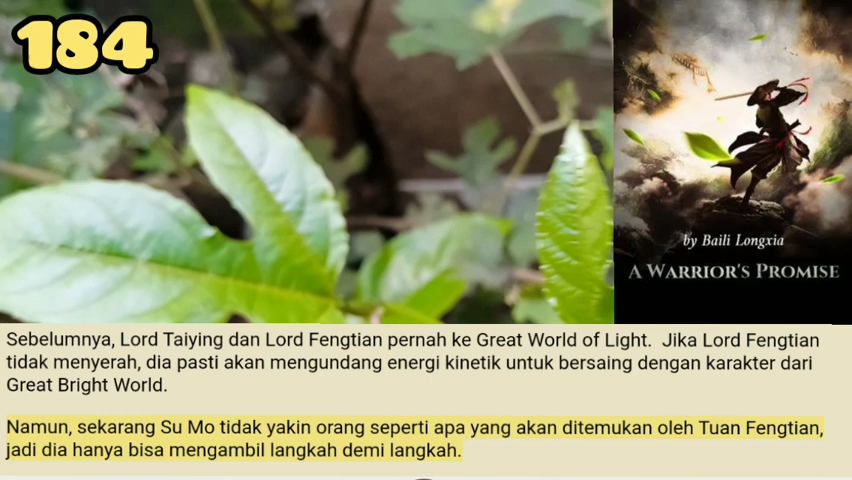 184
by Baili Longxia
A WARRIOR'S PROMISE
Sebelumnya, Lord Taiying dan Lord Fengtian pernah ke Great World of Light.  Jika Lord Fengtian
tidak menyerah, dia pasti akan mengundang energi kinetik untuk bersaing dengan karakter dari
Great Bright World.
Namun, sekarang Su Mo tidak yakin orang seperti apa yang akan ditemukan oleh Tuan Fengtian,
jadi dia hanya bisa mengambil langkah demi langkah.